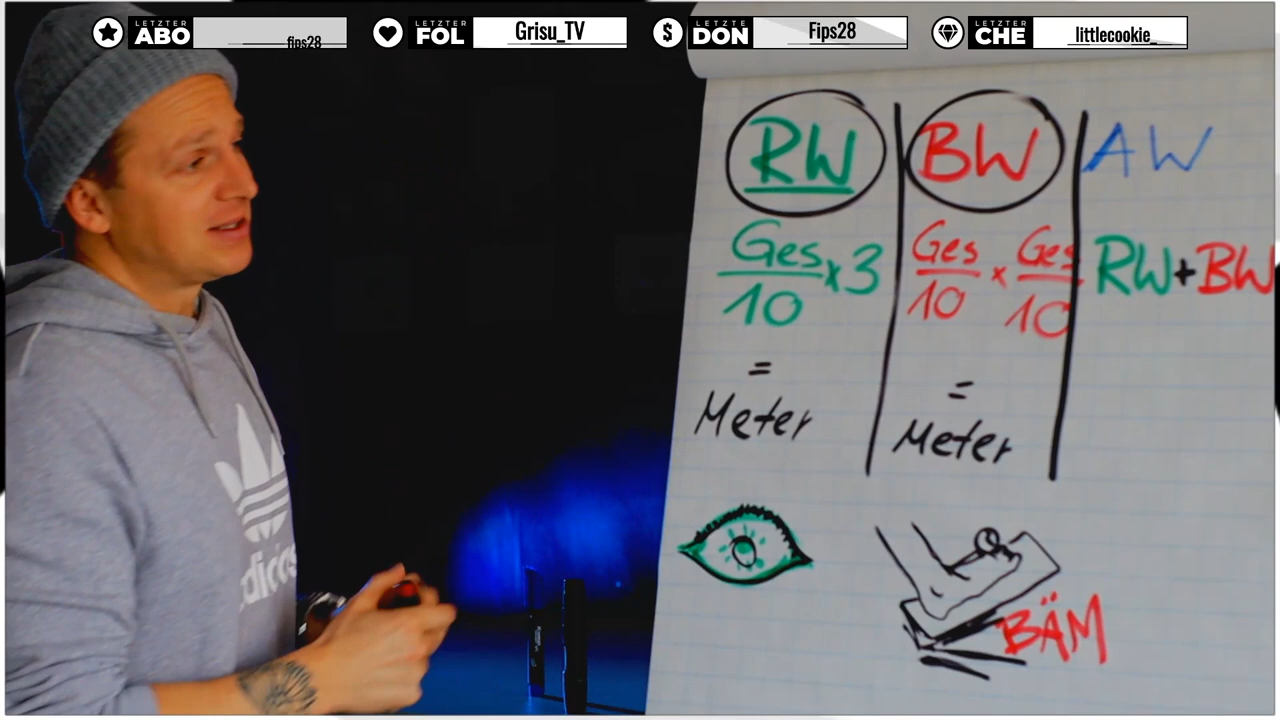 LETZTER
ABO
fips28
LETZTER
FOL
Grisu_TV
LETZTE
DON
Fips28
LETZTER
CHE
littlecookie_
RW
BW
AW
Ges
10
x3
Ges
10
x
Ges
10
RW+BW
=
Meter
=
Meter
BÄM
adidas